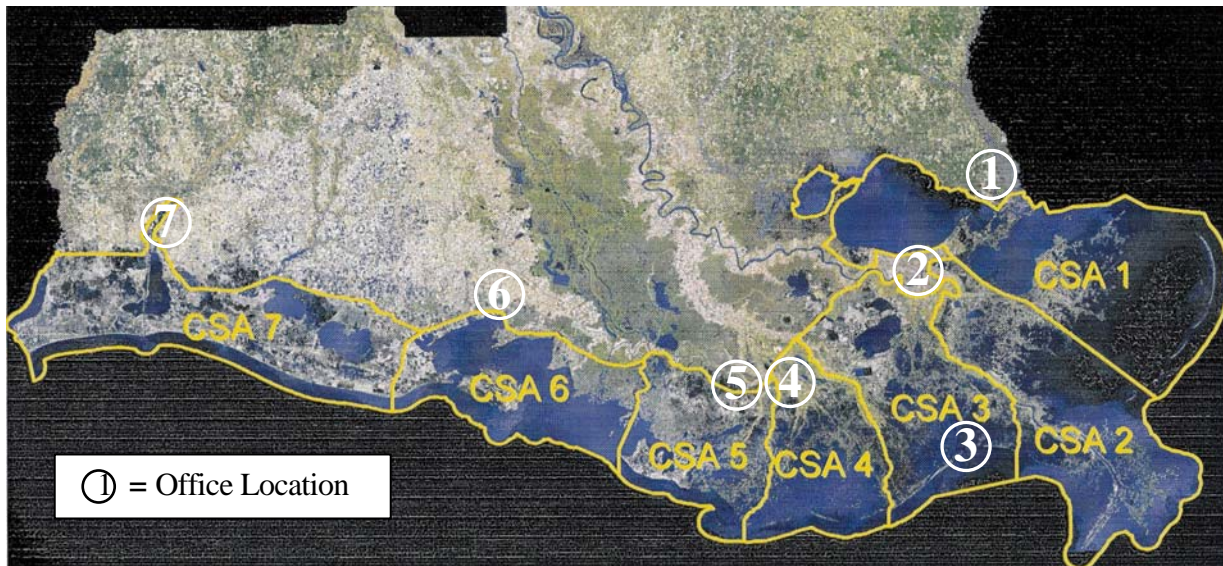 1
7
2
CSA 1
6
CSA 7
5
4
CSA 6
CSA 3
3
CSA 2
CSA 5
CSA 4
1 = Office Location